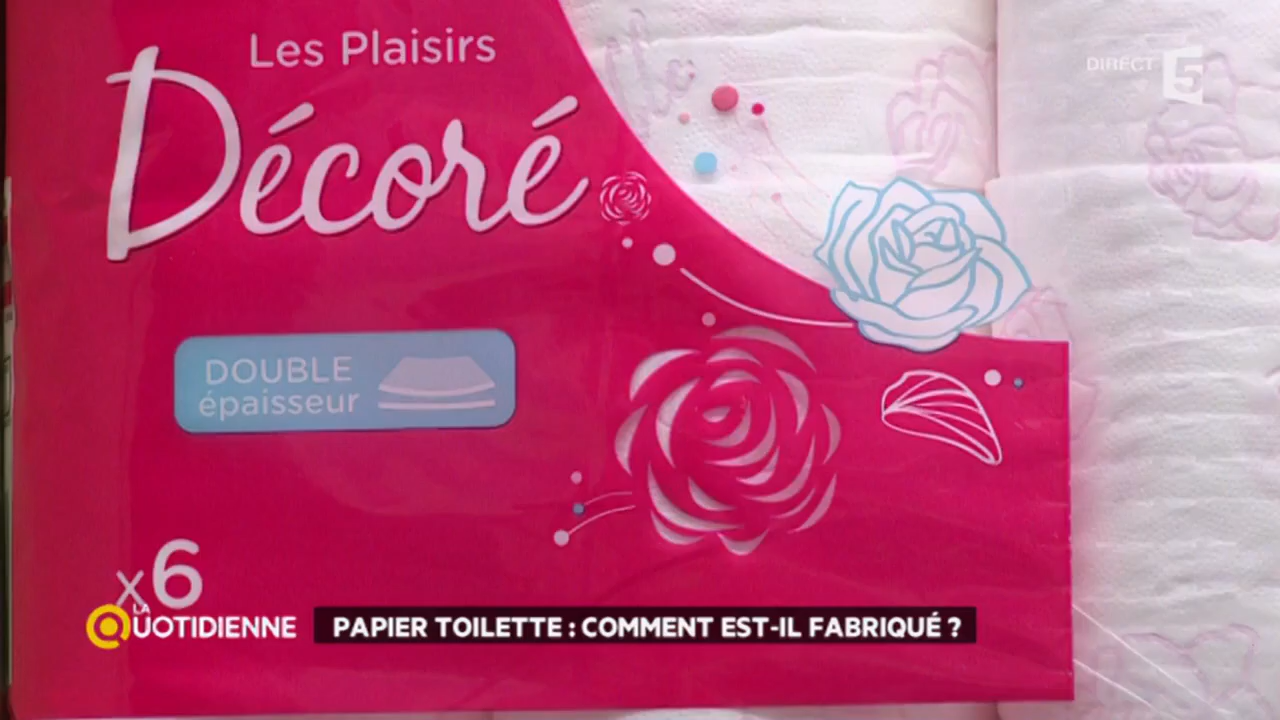 Les Plaisirs
Décoré
DIRECT 5
DOUBLE
épaisseur
x6
LA
QUOTIDIENNE
PAPIER TOILETTE : COMMENT EST-IL FABRIQUÉ ?